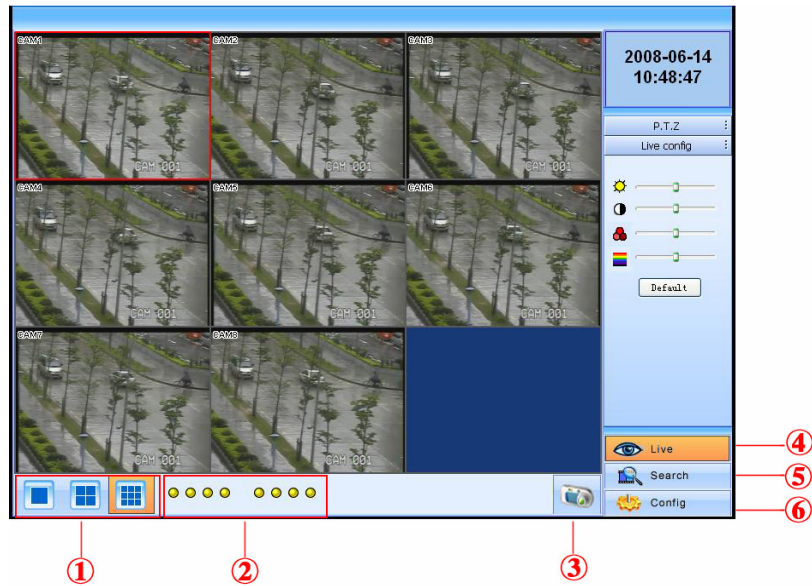 CAM1
CAM2
CAM3
CAM 001
CAM 001
CAM 001
CAM4
CAM5
CAM6
CAM 001
CAM 001
CAM 001
CAM7
CAM8
CAM 001
CAM 001
2008-06-14
10:48:47
P.T.Z
Live config
Default
Live
Search
Config
①
②
③
④
⑤
⑥